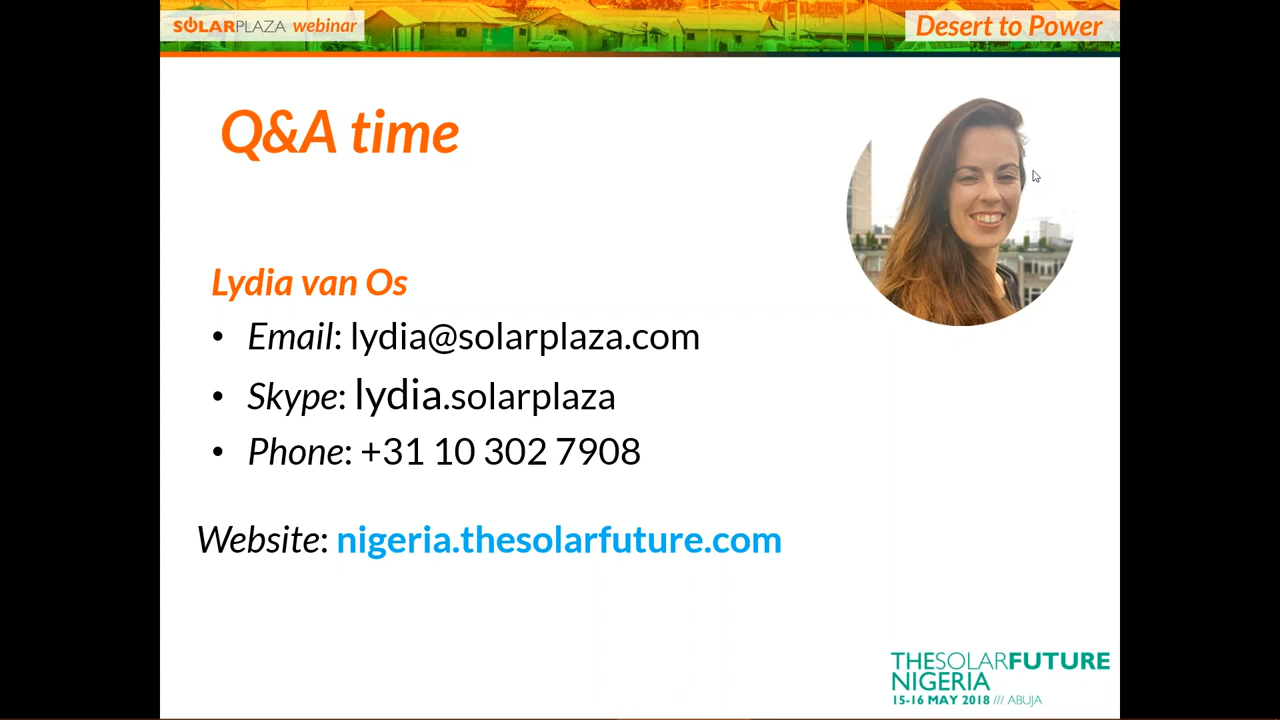 SOLARPLAZA webinar
Desert to Power
Q&A time
Lydia van Os
• Email: lydia@solarplaza.com
• Skype: lydia.solarplaza
• Phone: +31 10 302 7908
Website: nigeria.thesolarfuture.com
THESOLARFUTURE
NIGERIA
15-16 MAY 2018 /// ABUJA